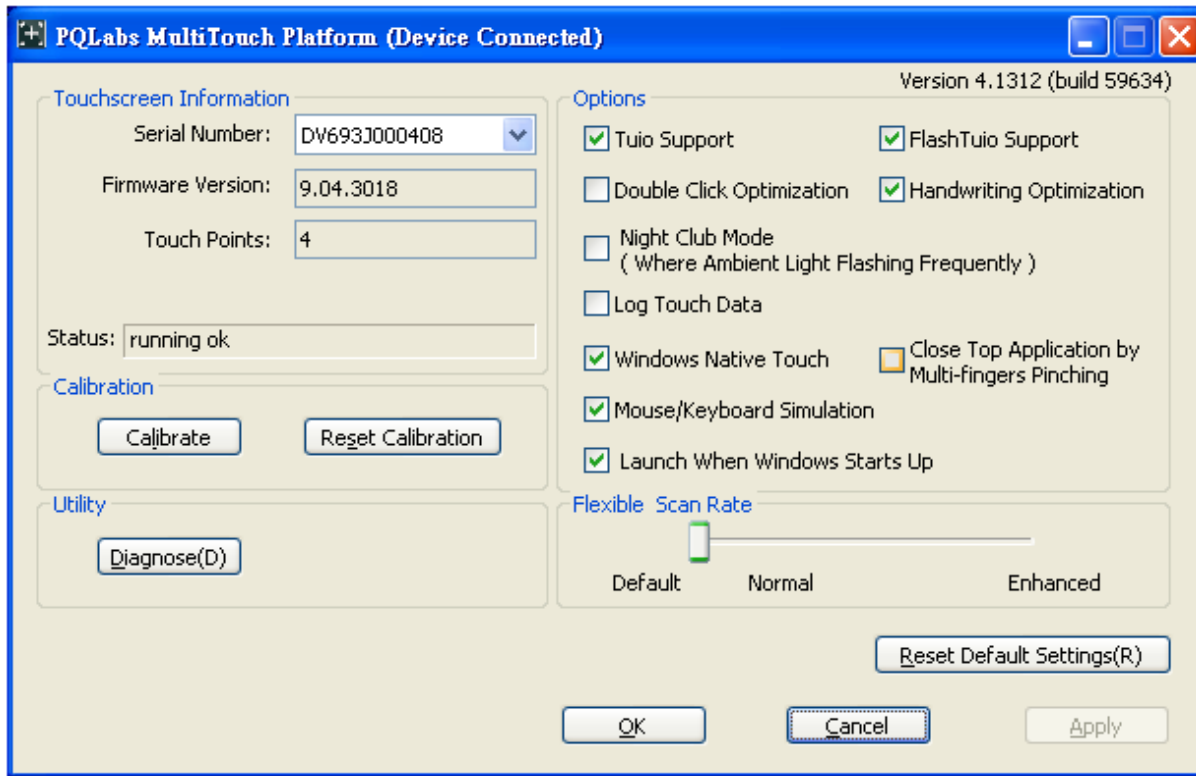 PQLabs MultiTouch Platform (Device Connected)
Version 4.1312 (build 59634)
Touchscreen Information
Serial Number: DV693J000408
Firmware Version: 9.04.3018
Touch Points: 4
Status: running ok
Calibration
Calibrate
Reset Calibration
Utility
Diagnose(D)
Options
Tuio Support
FlashTuio Support
Double Click Optimization
Handwriting Optimization
Night Club Mode
( Where Ambient Light Flashing Frequently )
Log Touch Data
Windows Native Touch
Close Top Application by
Multi-fingers Pinching
Mouse/Keyboard Simulation
Launch When Windows Starts Up
Flexible Scan Rate
Default Normal Enhanced
Reset Default Settings(R)
OK Cancel Apply